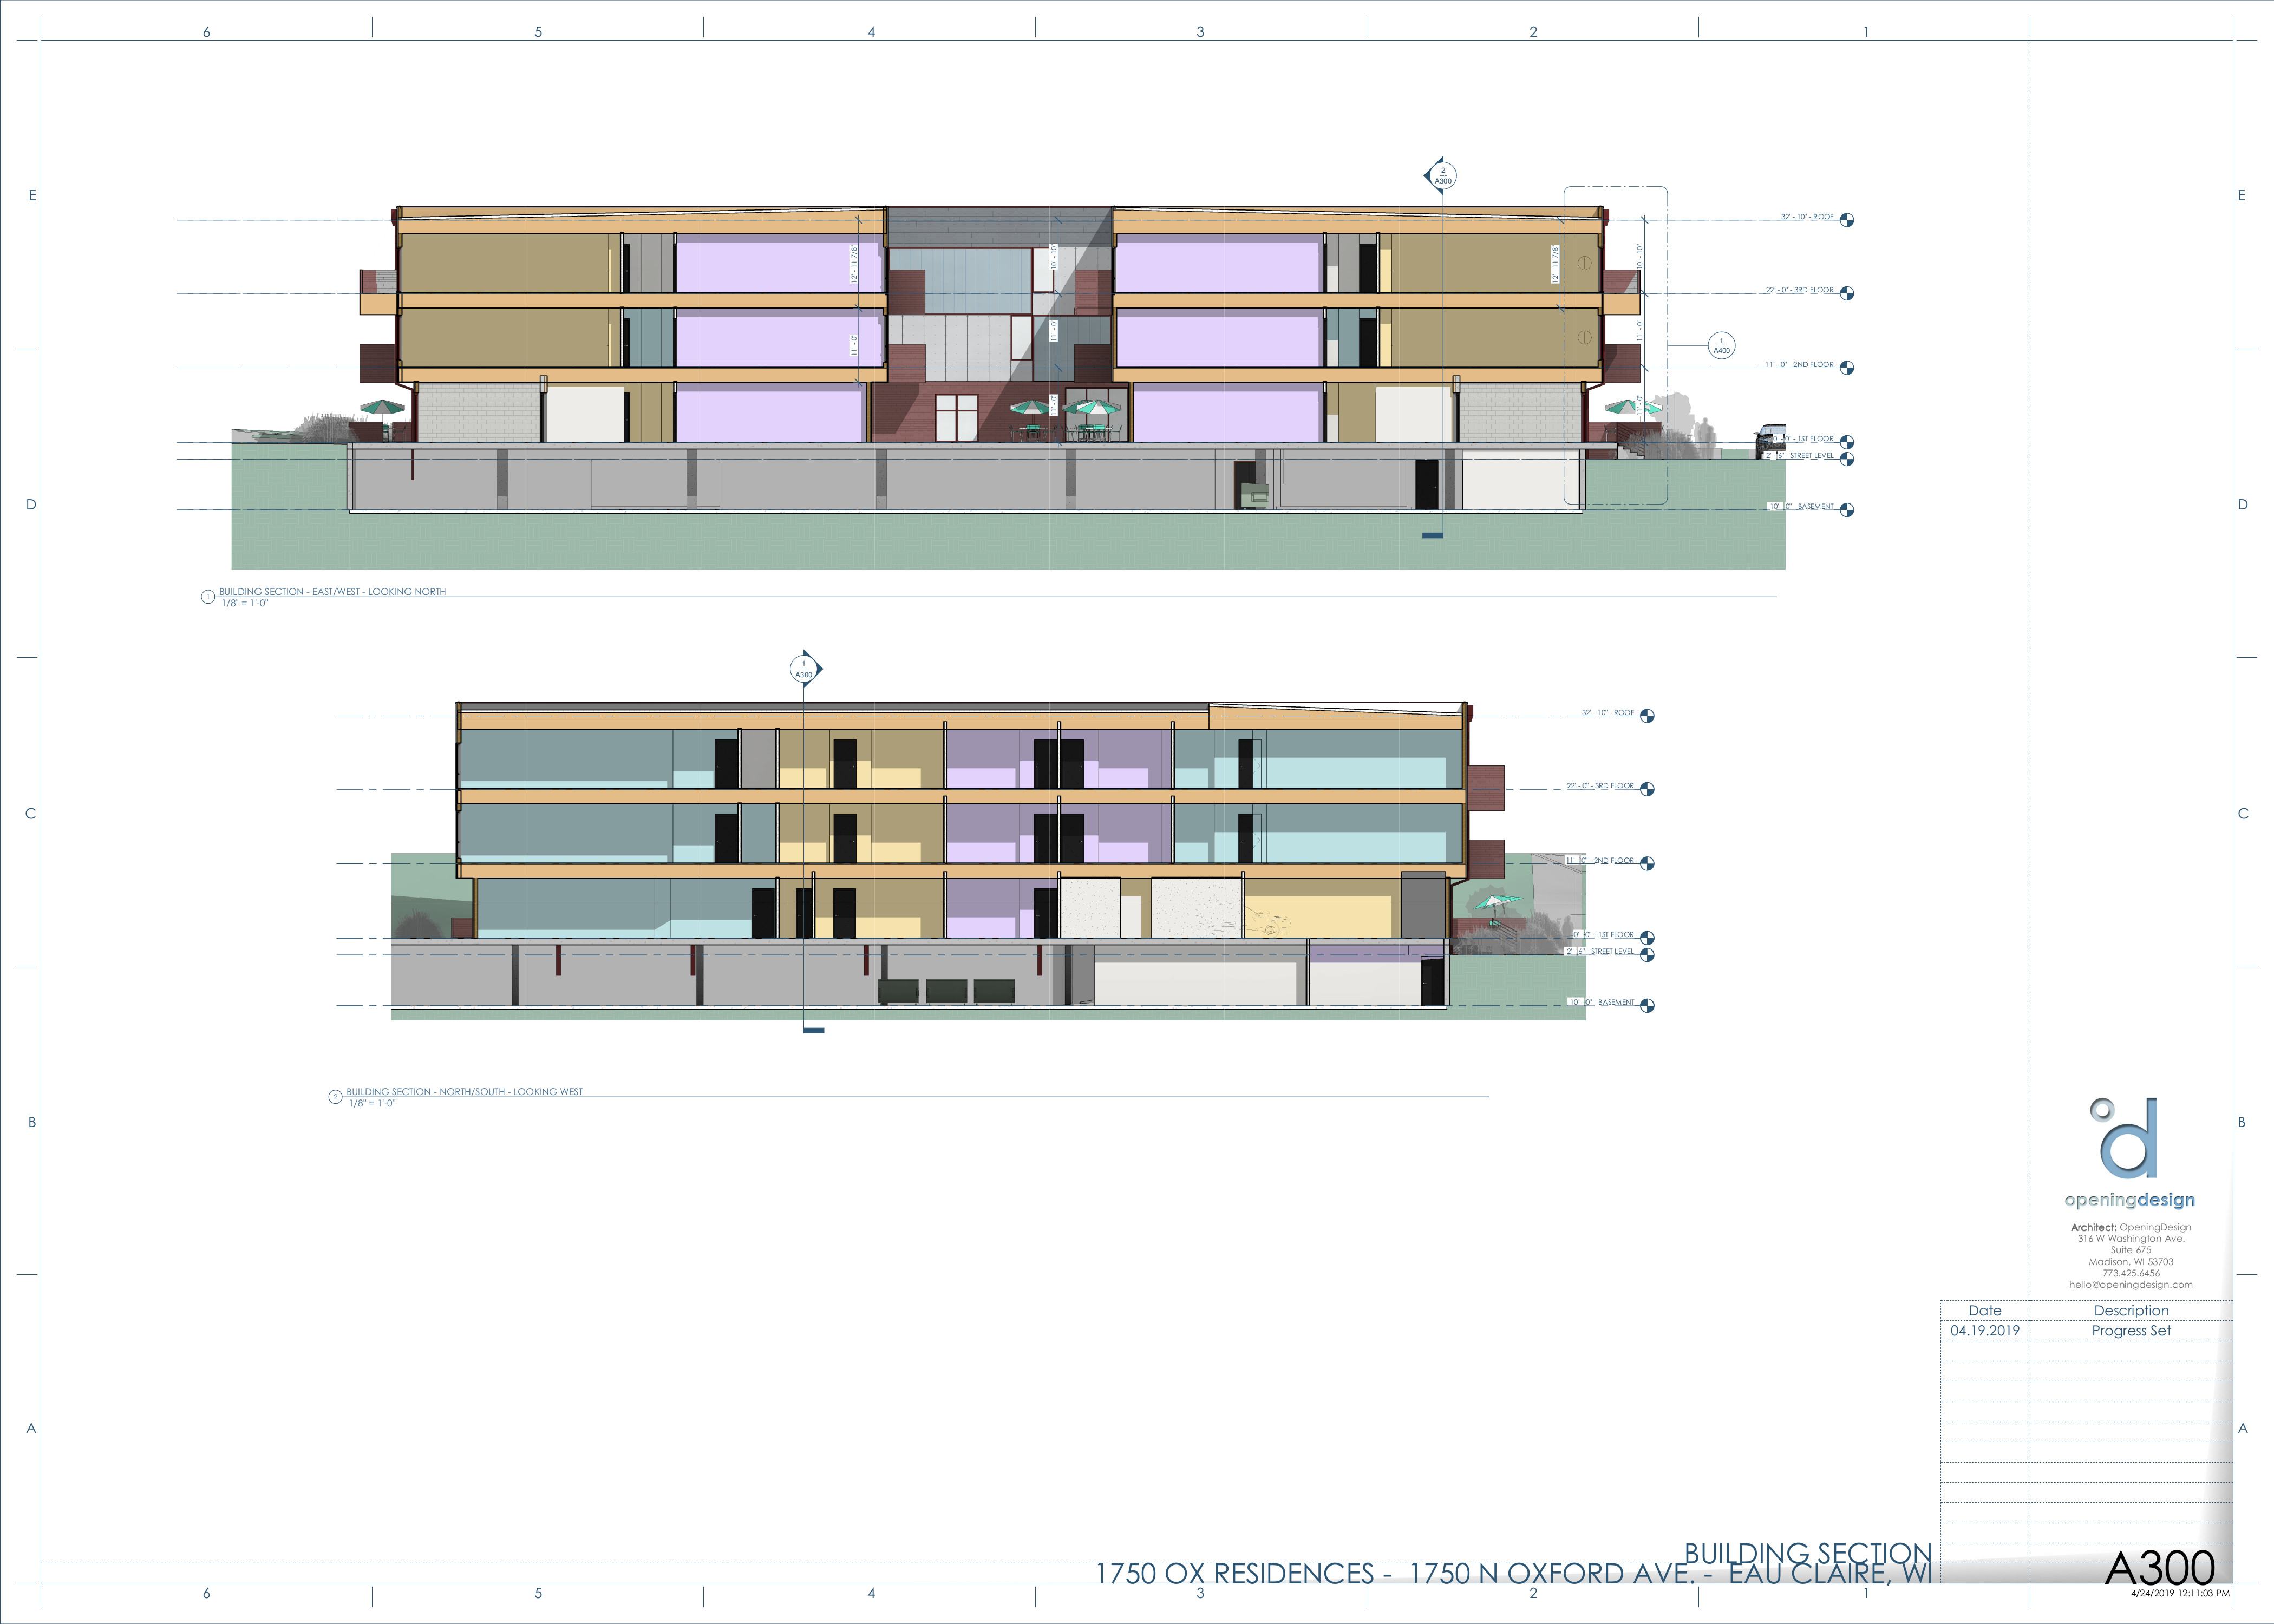 6 5 4 3 2 1
E E
2
A300
32' - 10" - ROOF
12' - 11 7/8"
10' - 10"
12' - 11 7/8"
10' - 10"
22' - 0" - 3RD FLOOR
11' - 0"
11' - 0"
11' - 0"
1
A400
11' - 0" - 2ND FLOOR
11' - 0"
11' - 0"
0' - 0" - 1ST FLOOR
-2' - 6" - STREET LEVEL
D D
-10' - 0" - BASEMENT
1 BUILDING SECTION - EAST/WEST - LOOKING NORTH
1/8" = 1'-0"
1
A300
32' - 10" - ROOF
22' - 0" - 3RD FLOOR
C C
11' - 0" - 2ND FLOOR
0' - 0" - 1ST FLOOR
-2' - 6" - STREET LEVEL
-10' - 0" - BASEMENT
2 BUILDING SECTION - NORTH/SOUTH - LOOKING WEST
1/8" = 1'-0"
B B
openingdesign
Architect: OpeningDesign
316 W Washington Ave.
Suite 675
Madison, WI 53703
773.425.6456
hello@openingdesign.com
Date Description
04.19.2019 Progress Set
A A
BUILDING SECTION
1750 OX RESIDENCES - 1750 N OXFORD AVE. - EAU CLAIRE, WI
A300
4/24/2019 12:11:03 PM
6 5 4 3 2 1